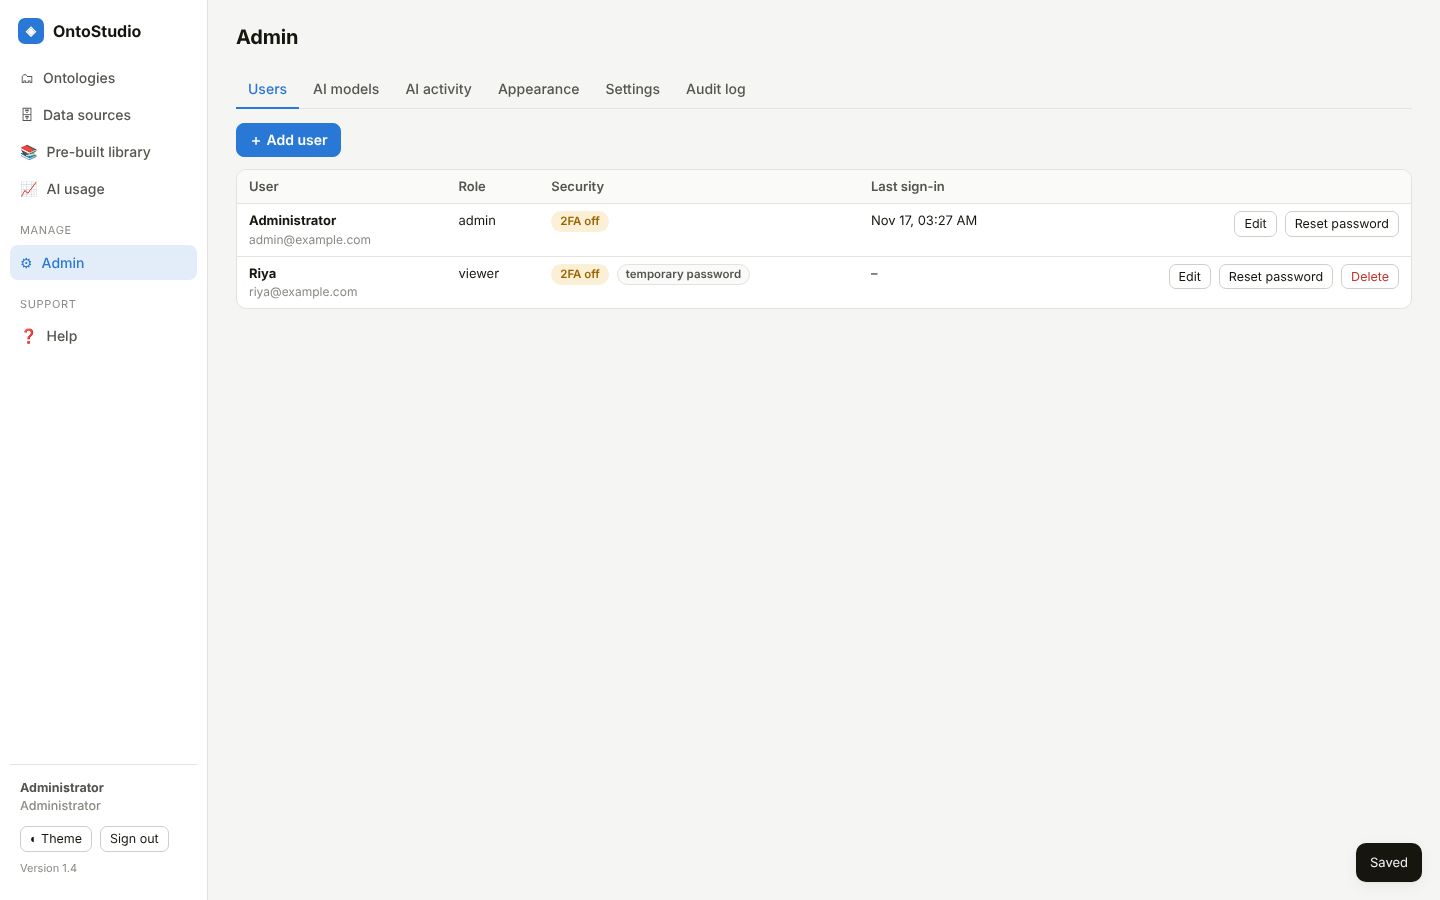 OntoStudio
Ontologies
Data sources
Pre-built library
AI usage
MANAGE
Admin
SUPPORT
Help
Administrator
Administrator
Theme
Sign out
Version 1.4
Admin
Users
AI models
AI activity
Appearance
Settings
Audit log
+ Add user
User
Role
Security
Last sign-in
Administrator
admin@example.com
admin
2FA off
Nov 17, 03:27 AM
Edit
Reset password
Riya
riya@example.com
viewer
2FA off
temporary password
–
Edit
Reset password
Delete
Saved